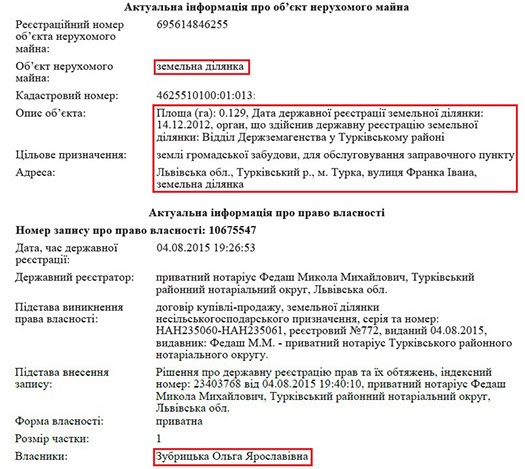 Актуальна інформація про об’єкт нерухомого майна
Реєстраційний номер
об’єкта нерухомого
майна:
695614846255
Об’єкт нерухомого
майна:
земельна ділянка
Кадастровий номер:
4625510100:01:013:
Опис об’єкта:
Площа (га): 0.129, Дата державної реєстрації земельної ділянки:
14.12.2012, орган, що здійснив державну реєстрацію земельної
ділянки: Відділ Держземагенства у Турківському районі
Цільове призначення:
землі громадської забудови, для обслуговування заправочного пункту
Адреса:
Львівська обл., Турківський р., м. Турка, вулиця Франка Івана,
земельна ділянка
Актуальна інформація про право власності
Номер запису про право власності: 10675547
Дата, час державної
реєстрації:
04.08.2015 19:26:53
Державний реєстратор:
приватний нотаріус Федаш Микола Михайлович, Турківський
районний нотаріальний округ, Львівська обл.
Підстава виникнення
права власності:
договір купівлі-продажу, земельної ділянки
несільськогосподарського призначення, серія та номер:
НАН235060-НАН235061, реєстровий №772, виданий 04.08.2015,
видавник: Федаш М.М. - приватний нотаріус Турківського районного
нотаріального округу.
Підстава внесення
запису:
Рішення про державну реєстрацію прав та їх обтяжень, індексний
номер: 23403768 від 04.08.2015 19:40:10, приватний нотаріус Федаш
Микола Михайлович, Турківський районний нотаріальний округ,
Львівська обл.
Форма власності:
приватна
Розмір частки:
1
Власники:
Зубрицька Ольга Ярославівна